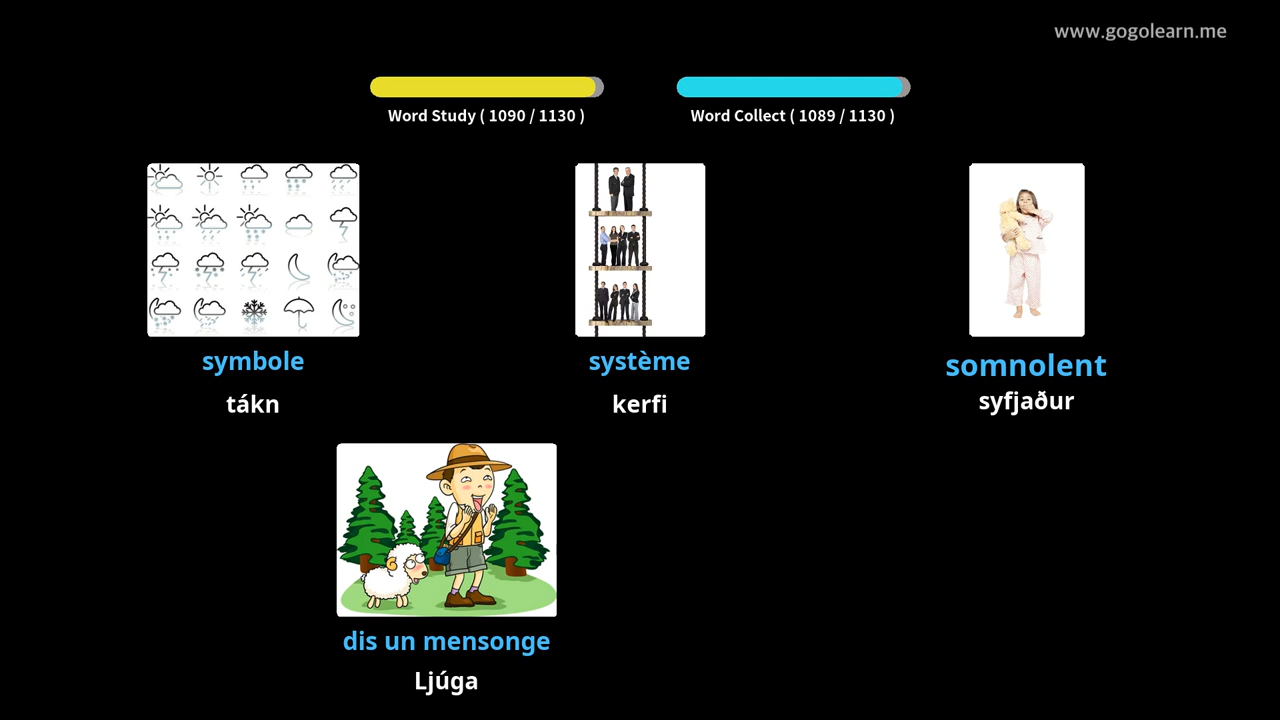 www.gogolearn.me
Word Study ( 1090 / 1130 )
Word Collect ( 1089 / 1130 )
symbole
tákn
système
kerfi
somnolent
syfjaður
dis un mensonge
Ljúga